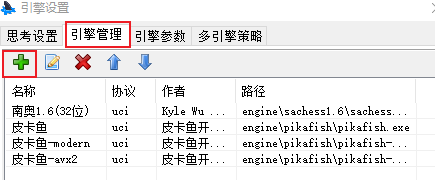 引擎设置
思考设置 引擎管理 引擎参数 多引擎策略
名称 协议 作者 路径
南奥1.6(32位) uci Kyle Wu ... engine\sachess1.6\sachess...
皮卡鱼 uci 皮卡鱼开... engine\pikafish\pikafish.exe
皮卡鱼-modern uci 皮卡鱼开... engine\pikafish\pikafish-...
皮卡鱼-avx2 uci 皮卡鱼开... engine\pikafish\pikafish-...